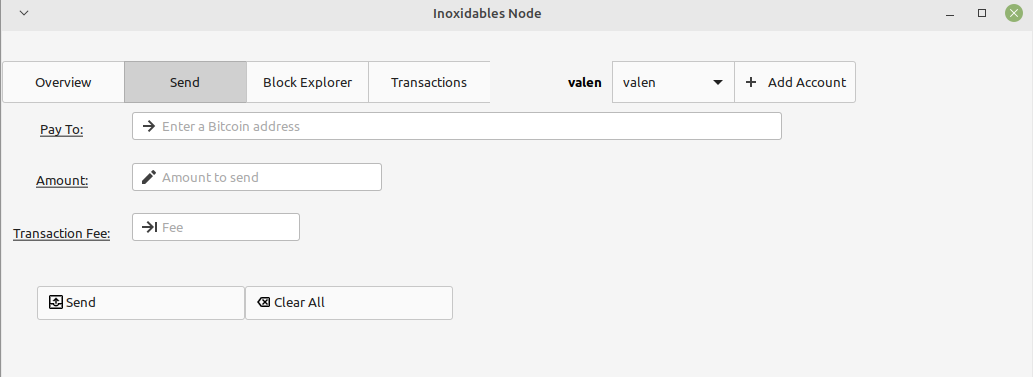 Inoxidables Node
Overview Send Block Explorer Transactions valen valen + Add Account
Pay To: Enter a Bitcoin address
Amount: Amount to send
Transaction Fee: Fee
Send Clear All